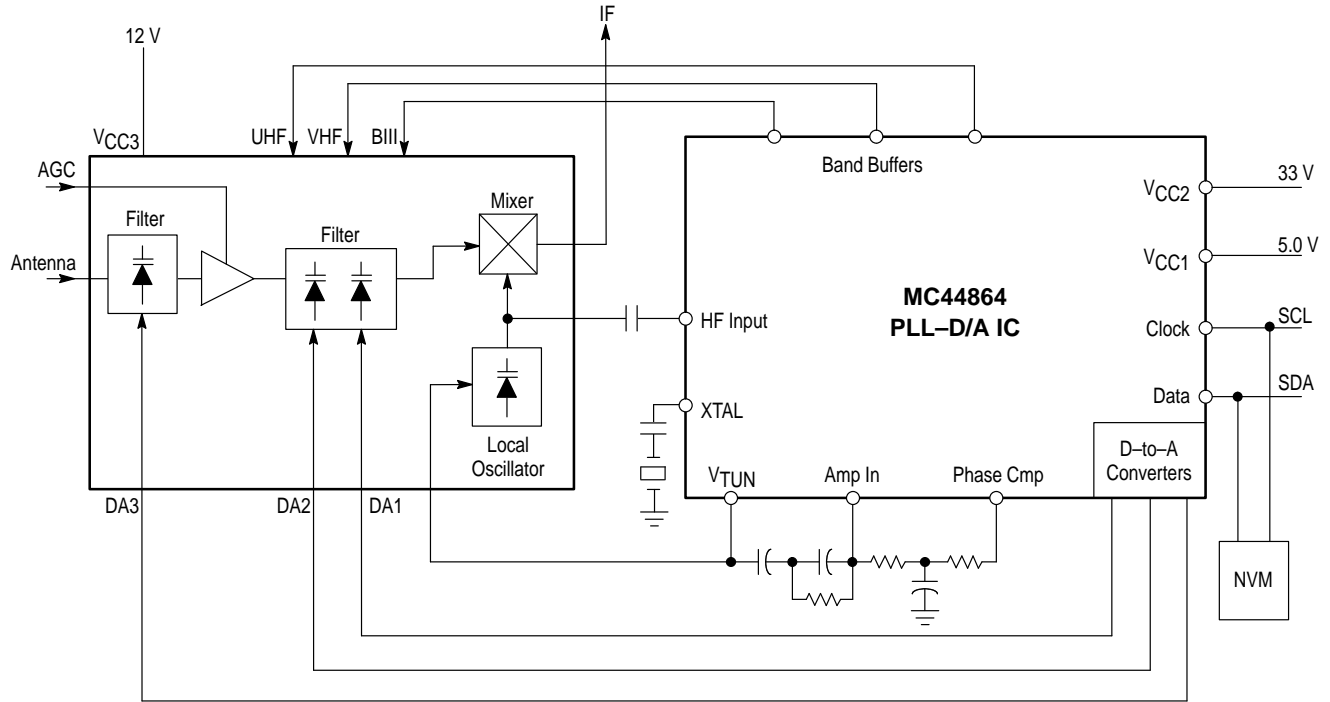 IF
12 V
VCC3
UHF
VHF
BIII
AGC
Filter
Filter
Mixer
Antenna
Local
Oscillator
DA3
DA2
DA1
Band Buffers
VCC2
33 V
VCC1
5.0 V
MC44864
PLL–D/A IC
HF Input
Clock
SCL
XTAL
Data
SDA
D–to–A
Converters
VTUN
Amp In
Phase Cmp
NVM